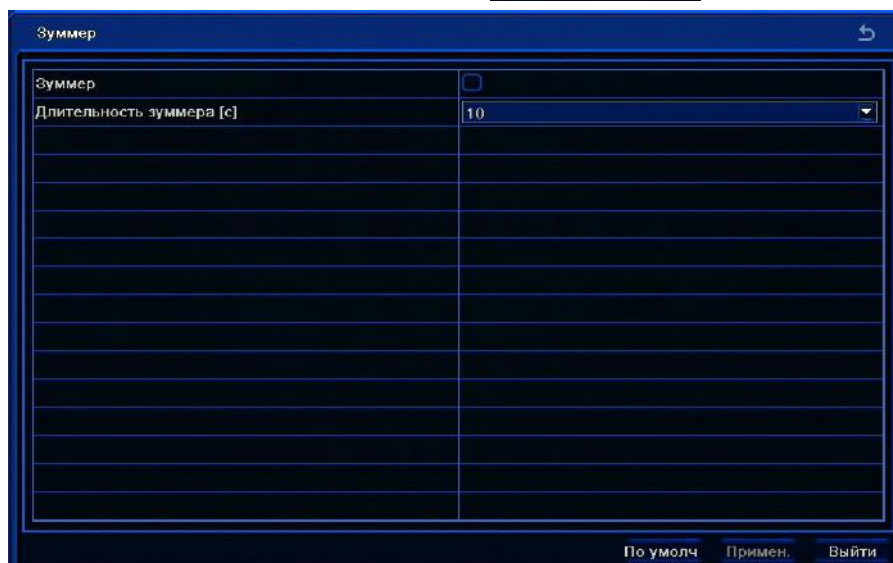 Зуммер
Зуммер
Длительность зуммера [с]
10
По умолч Примен. Выйти